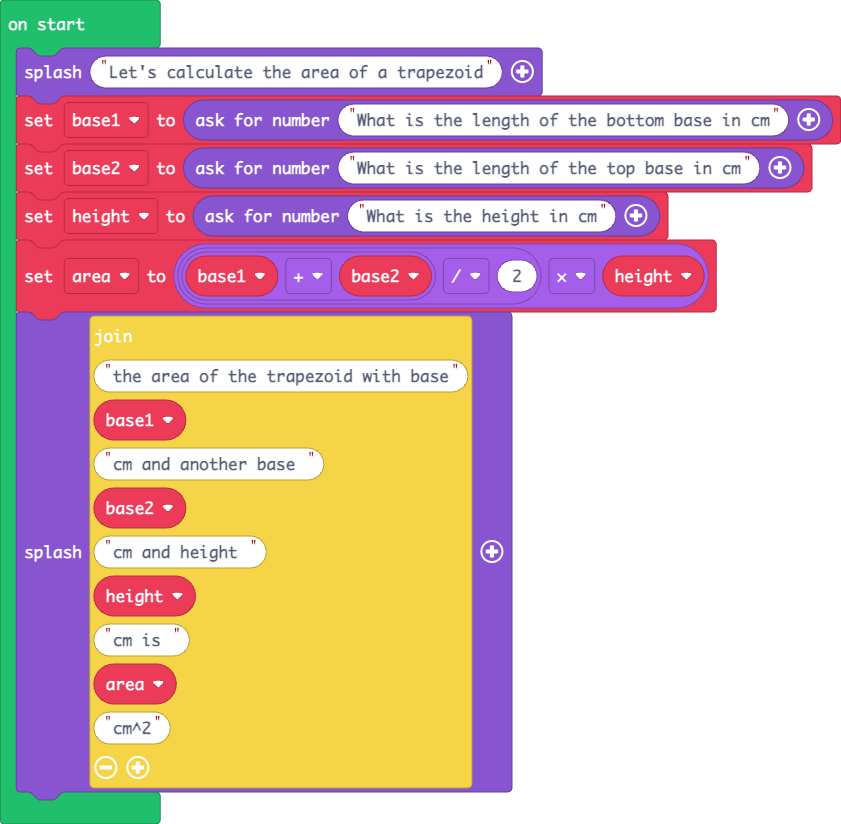 on start
splash "Let's calculate the area of a trapezoid"
set base1 to ask for number "What is the length of the bottom base in cm"
set base2 to ask for number "What is the length of the top base in cm"
set height to ask for number "What is the height in cm"
set area to base1 + base2 / 2 × height
join
"the area of the trapezoid with base"
base1
"cm and another base "
base2
"cm and height "
splash
height
"cm is "
area
"cm^2"